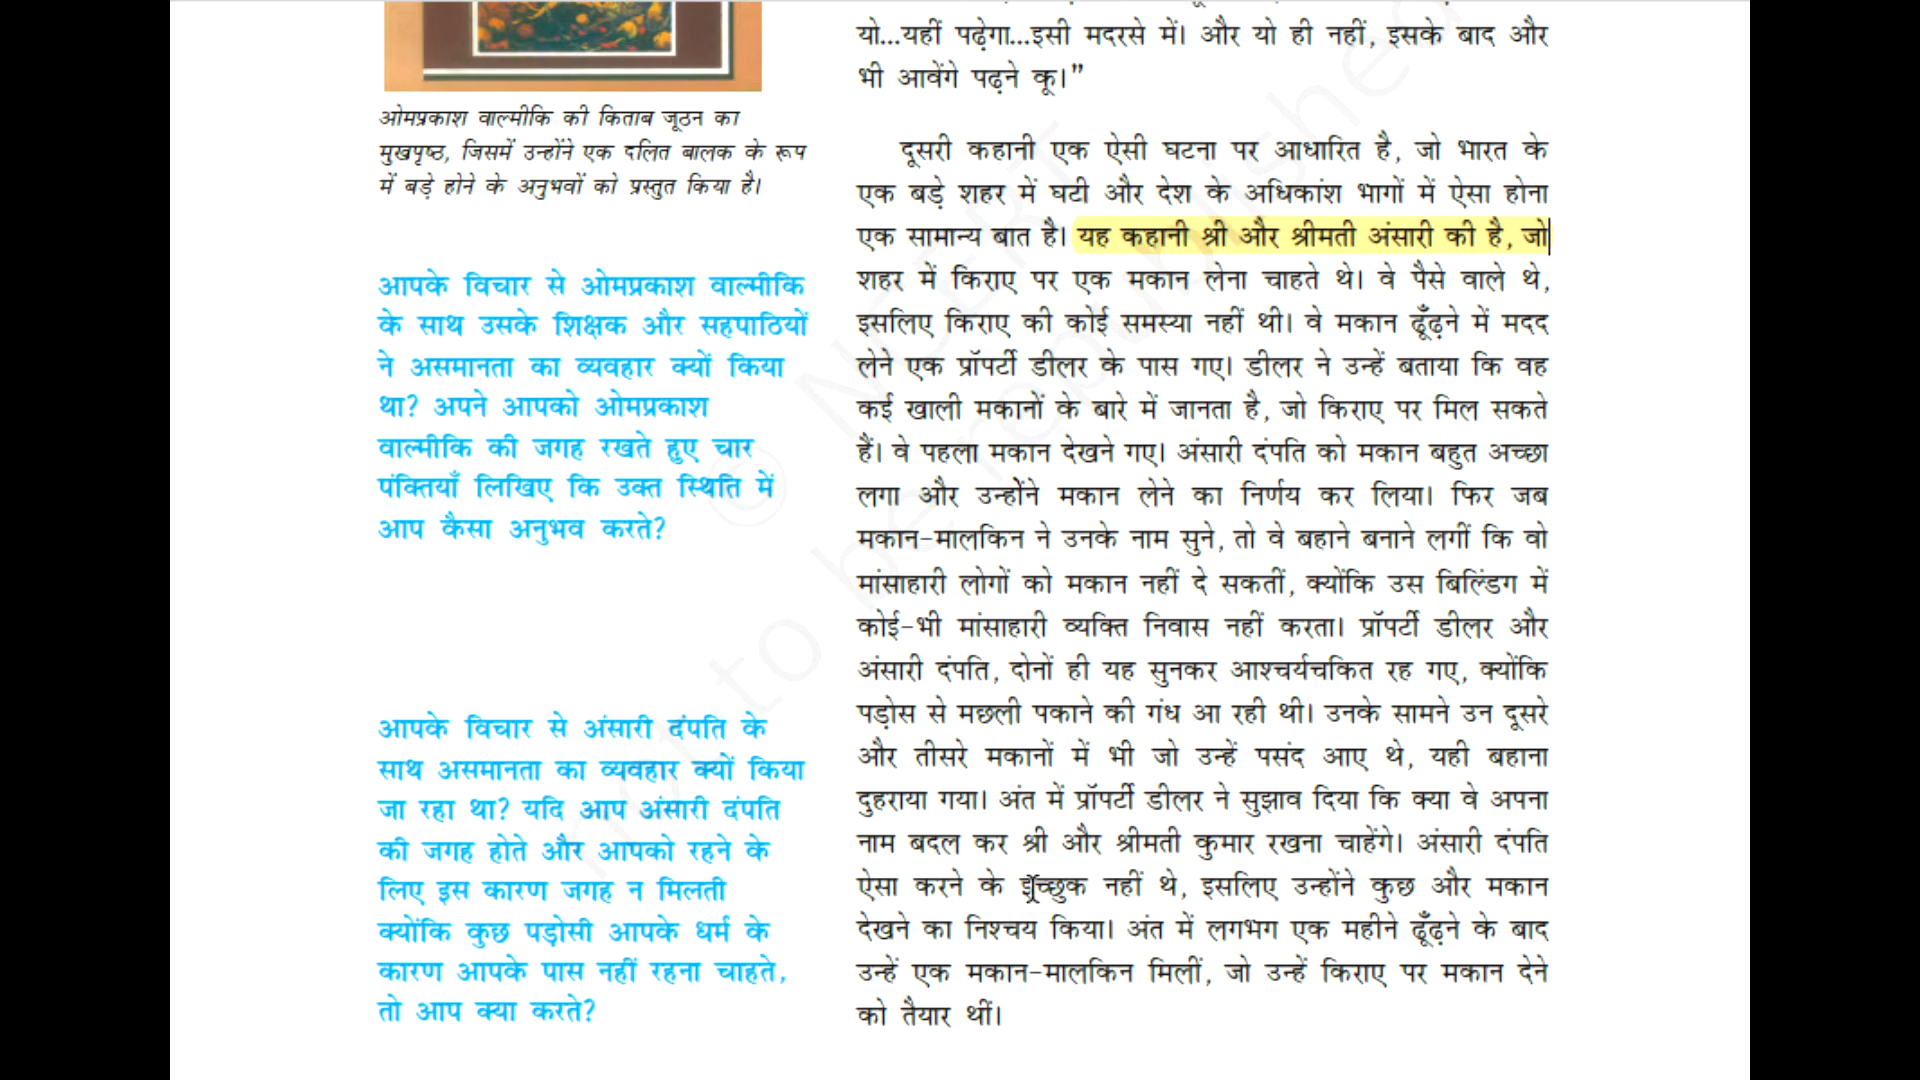 ओमप्रकाश वाल्मीकि की किताब जूठन का
मुखपृष्ठ, जिसमें उन्होंने एक दलित बालक के रूप
में बड़े होने के अनुभवों को प्रस्तुत किया है।
आपके विचार से ओमप्रकाश वाल्मीकि
के साथ उसके शिक्षक और सहपाठियों
ने असमानता का व्यवहार क्यों किया
था? अपने आपको ओमप्रकाश
वाल्मीकि की जगह रखते हुए चार
पंक्तियाँ लिखिए कि उक्त स्थिति में
आप कैसा अनुभव करते?
आपके विचार से अंसारी दंपति के
साथ असमानता का व्यवहार क्यों किया
जा रहा था? यदि आप अंसारी दंपति
की जगह होते और आपको रहने के
लिए इस कारण जगह न मिलती
क्योंकि कुछ पड़ोसी आपके धर्म के
कारण आपके पास नहीं रहना चाहते,
तो आप क्या करते?
यो...यहीं पढ़ेगा...इसी मदरसे में। और यो ही नहीं, इसके बाद और
भी आवेंगे पढ़ने कू।”
दूसरी कहानी एक ऐसी घटना पर आधारित है, जो भारत के
एक बड़े शहर में घटी और देश के अधिकांश भागों में ऐसा होना
एक सामान्य बात है। यह कहानी श्री और श्रीमती अंसारी की है, जो
शहर में किराए पर एक मकान लेना चाहते थे। वे पैसे वाले थे,
इसलिए किराए की कोई समस्या नहीं थी। वे मकान ढूँढ़ने में मदद
लेने एक प्रॉपर्टी डीलर के पास गए। डीलर ने उन्हें बताया कि वह
कई खाली मकानों के बारे में जानता है, जो किराए पर मिल सकते
हैं। वे पहला मकान देखने गए। अंसारी दंपति को मकान बहुत अच्छा
लगा और उन्होंने मकान लेने का निर्णय कर लिया। फिर जब
मकान-मालकिन ने उनके नाम सुने, तो वे बहाने बनाने लगीं कि वो
मांसाहारी लोगों को मकान नहीं दे सकतीं, क्योंकि उस बिल्डिंग में
कोई-भी मांसाहारी व्यक्ति निवास नहीं करता। प्रॉपर्टी डीलर और
अंसारी दंपति, दोनों ही यह सुनकर आश्चर्यचकित रह गए, क्योंकि
पड़ोस से मछली पकाने की गंध आ रही थी। उनके सामने उन दूसरे
और तीसरे मकानों में भी जो उन्हें पसंद आए थे, यही बहाना
दुहराया गया। अंत में प्रॉपर्टी डीलर ने सुझाव दिया कि क्या वे अपना
नाम बदल कर श्री और श्रीमती कुमार रखना चाहेंगे। अंसारी दंपति
ऐसा करने के इच्छुक नहीं थे, इसलिए उन्होंने कुछ और मकान
देखने का निश्चय किया। अंत में लगभग एक महीने ढूँढ़ने के बाद
उन्हें एक मकान-मालकिन मिलीं, जो उन्हें किराए पर मकान देने
को तैयार थीं।
© NCERT
not to be republished